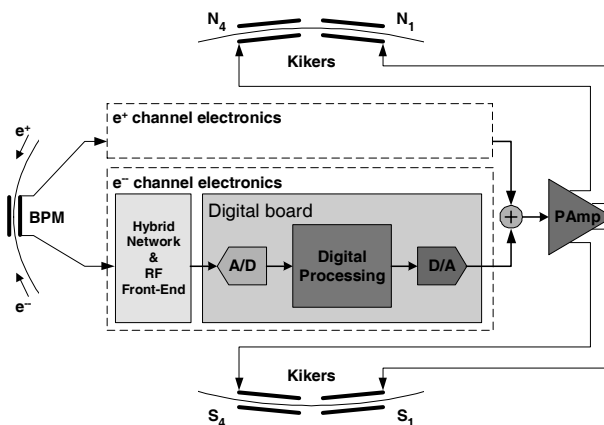 N4 N1
Kikers
e+ channel electronics
e+
e− channel electronics
BPM
Digital board
Hybrid
Network
&
RF
Front-End
A/D
Digital
Processing
D/A
+
PAmp
e−
Kikers
S4 S1